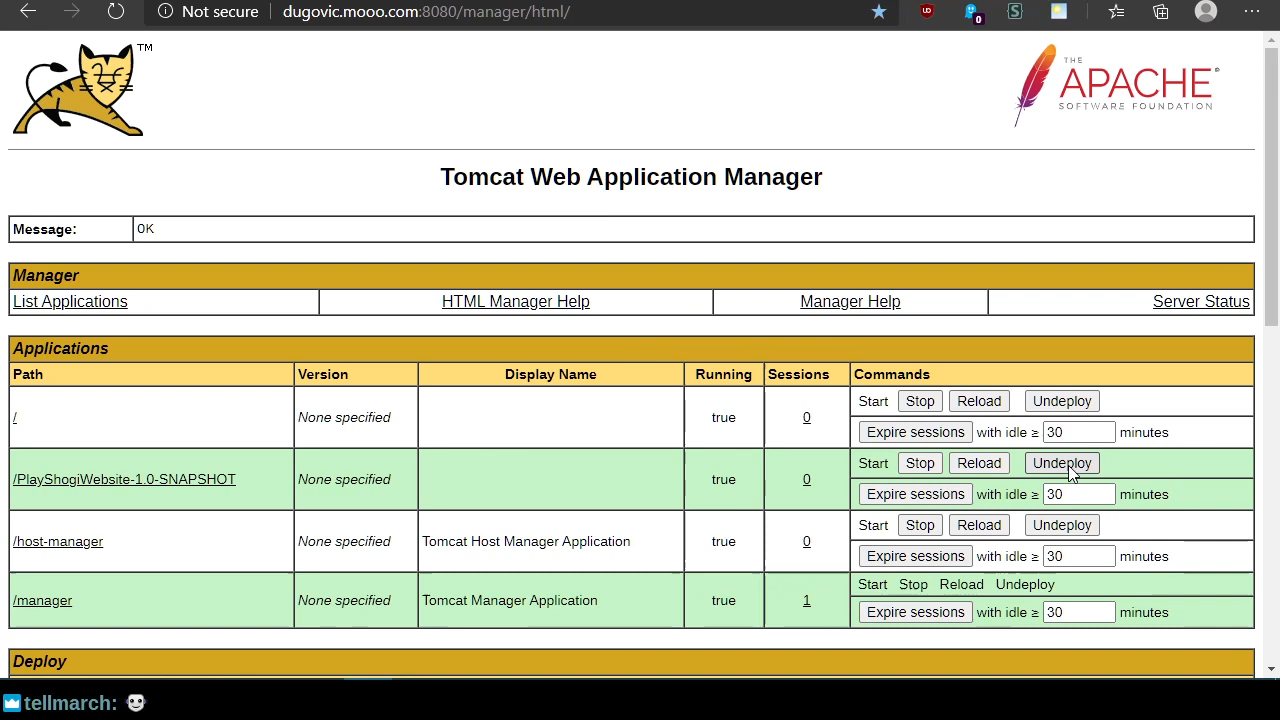 Not secure dugovic.mooo.com:8080/manager/html/
UD 0 S
TM
THE
APACHE
SOFTWARE FOUNDATION
Tomcat Web Application Manager
Message: OK
Manager
List Applications HTML Manager Help Manager Help Server Status
Applications
Path Version Display Name Running Sessions Commands
/ None specified true 0 Start Stop Reload Undeploy
Expire sessions with idle ≥ 30 minutes
/PlayShogiWebsite-1.0-SNAPSHOT None specified true 0 Start Stop Reload Undeploy
Expire sessions with idle ≥ 30 minutes
/host-manager None specified Tomcat Host Manager Application true 0 Start Stop Reload Undeploy
Expire sessions with idle ≥ 30 minutes
/manager None specified Tomcat Manager Application true 1 Start Stop Reload Undeploy
Expire sessions with idle ≥ 30 minutes
Deploy
tellmarch: